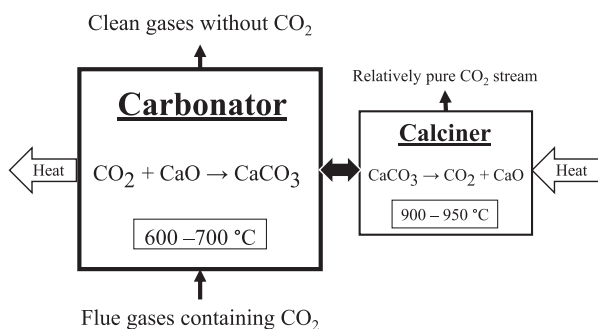 Clean gases without CO₂
Relatively pure CO₂ stream
Carbonator
Calciner
Heat
CO₂ + CaO → CaCO₃
CaCO₃ → CO₂ + CaO
Heat
600 –700 °C
900 – 950 °C
Flue gases containing CO₂